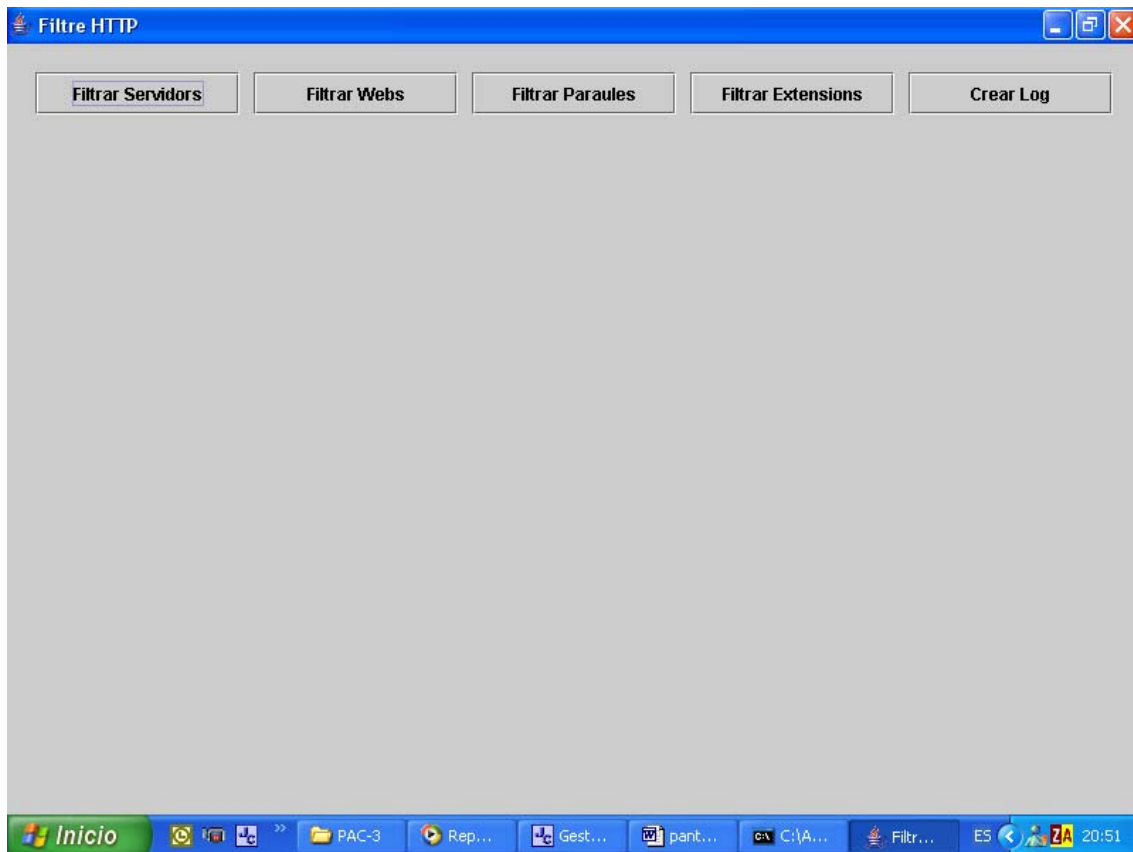 Filtre HTTP
Filtrar Servidors Filtrar Webs Filtrar Paraules Filtrar Extensions Crear Log
Inicio PAC-3 Rep... Gest... pant... C:\A... Filtr... ES ZA 20:51